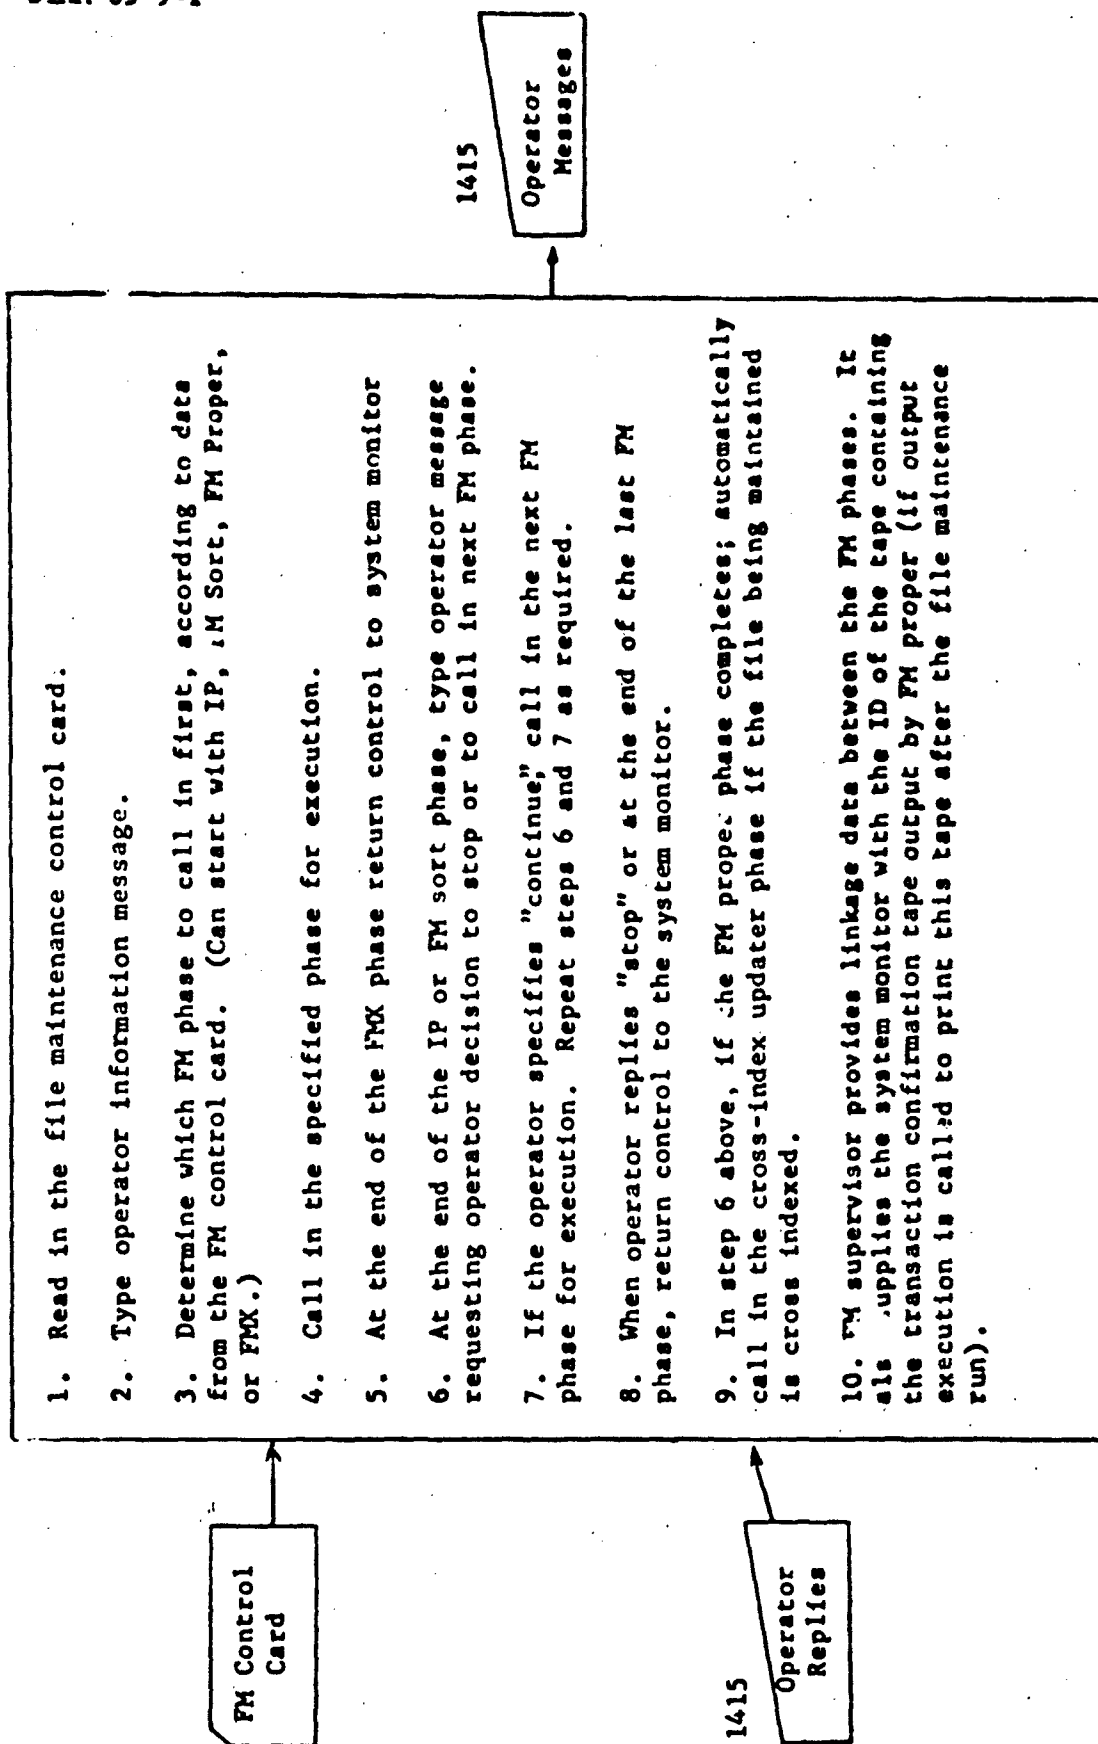 FM Control
Card
1415
Operator
Replies
1. Read in the file maintenance control card.
2. Type operator information message.
3. Determine which FM phase to call in first, according to data
from the FM control card. (Can start with IP, M Sort, FM Proper,
or FMX.)
4. Call in the specified phase for execution.
5. At the end of the FMX phase return control to system monitor
6. At the end of the IP or FM sort phase, type operator message
requesting operator decision to stop or to call in next FM phase.
7. If the operator specifies "continue," call in the next FM
phase for execution. Repeat steps 6 and 7 as required.
8. When operator replies "stop" or at the end of the last FM
phase, return control to the system monitor.
9. In step 6 above, if the FM proper phase completes; automatically
call in the cross-index updater phase if the file being maintained
is cross indexed.
10. FM supervisor provides linkage data between the FM phases. It
als supplies the system monitor with the ID of the tape containing
the transaction confirmation tape output by FM proper (if output
execution is called to print this tape after the file maintenance
run).
1415
Operator
Messages